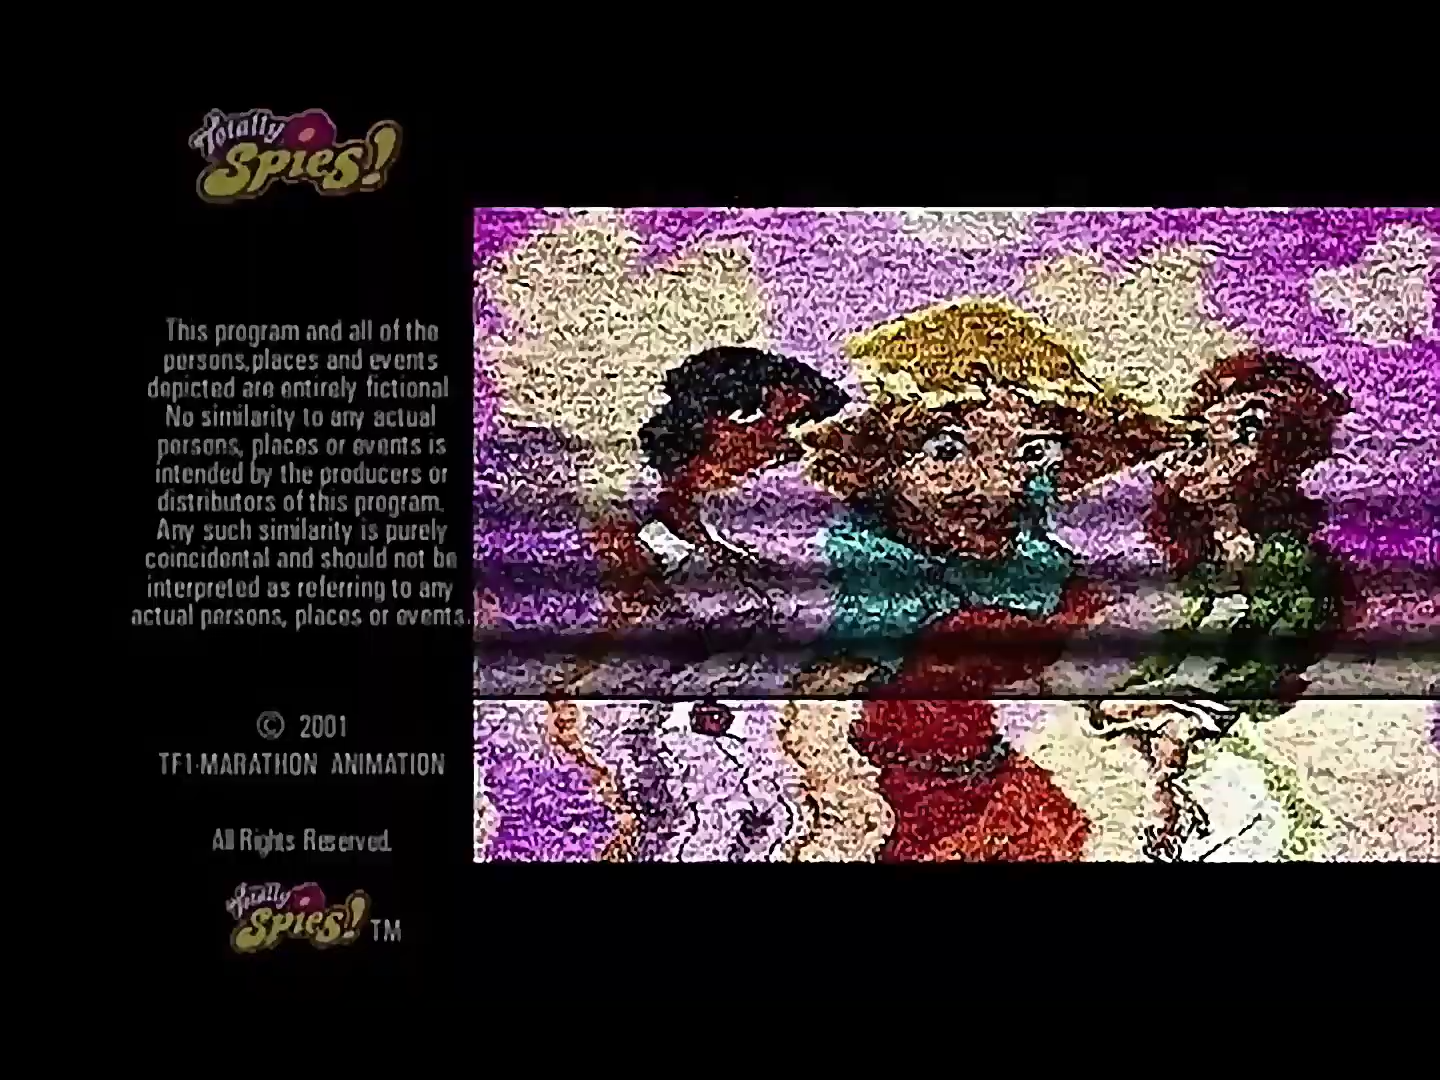 Totally
Spies!
This program and all of the
persons,places and events
depicted are entirely fictional
No similarity to any actual
persons, places or events is
intended by the producers or
distributors of this program.
Any such similarity is purely
coincidental and should not be
interpreted as referring to any
actual persons, places or events.
© 2001
TF1-MARATHON ANIMATION
All Rights Reserved.
Totally
Spies! TM